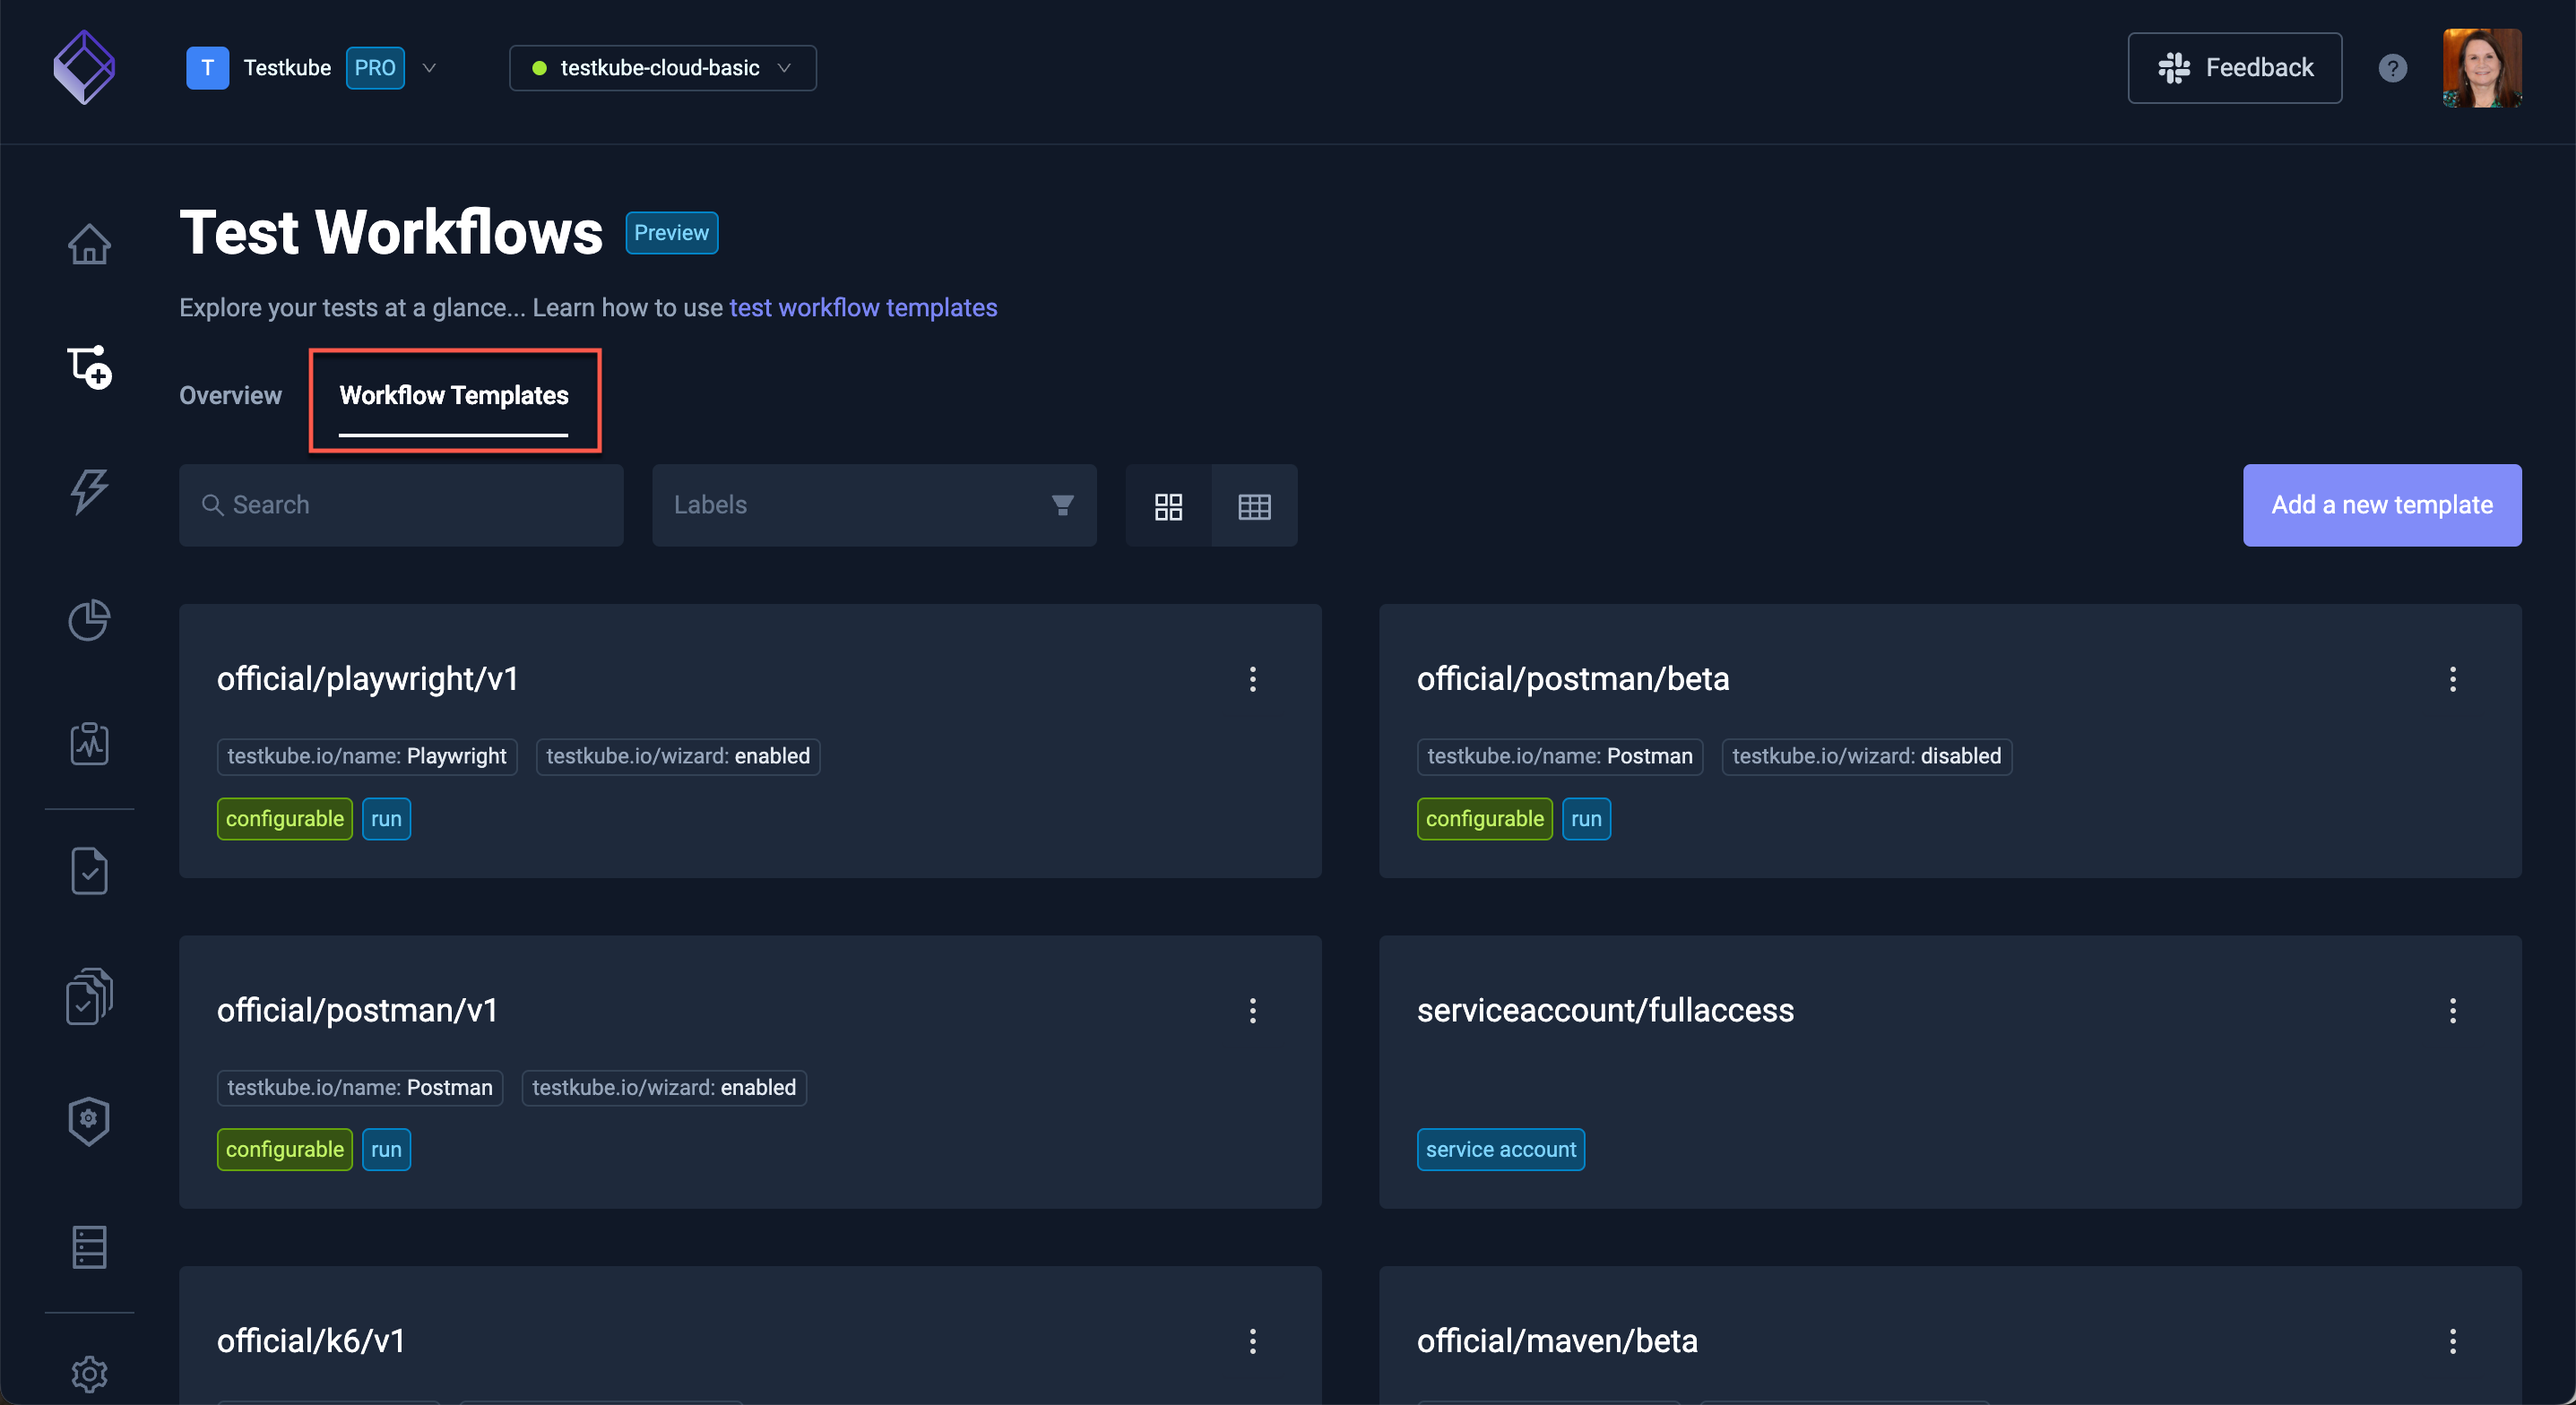 T Testkube PRO testkube-cloud-basic Feedback ?
Test Workflows Preview
Explore your tests at a glance... Learn how to use test workflow templates
Overview Workflow Templates
Search Labels Add a new template
official/playwright/v1
testkube.io/name: Playwright testkube.io/wizard: enabled
configurable run
official/postman/beta
testkube.io/name: Postman testkube.io/wizard: disabled
configurable run
official/postman/v1
testkube.io/name: Postman testkube.io/wizard: enabled
configurable run
serviceaccount/fullaccess
service account
official/k6/v1
official/maven/beta